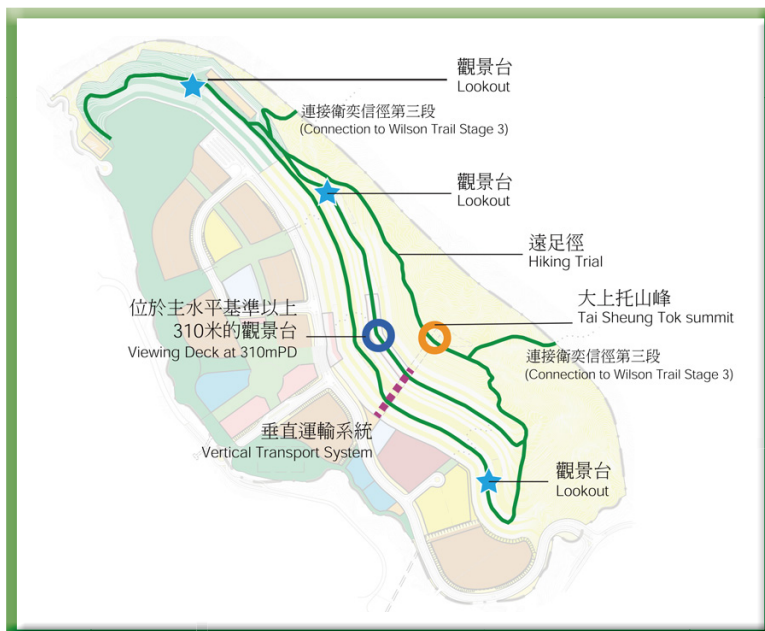 觀景台
Lookout
連接衛奕信徑第三段
(Connection to Wilson Trail Stage 3)
觀景台
Lookout
遠足徑
Hiking Trial
大上托山峰
Tai Sheung Tok summit
位於主水平基準以上
310米的觀景台
Viewing Deck at 310mPD
連接衛奕信徑第三段
(Connection to Wilson Trail Stage 3)
垂直運輸系統
Vertical Transport System
觀景台
Lookout